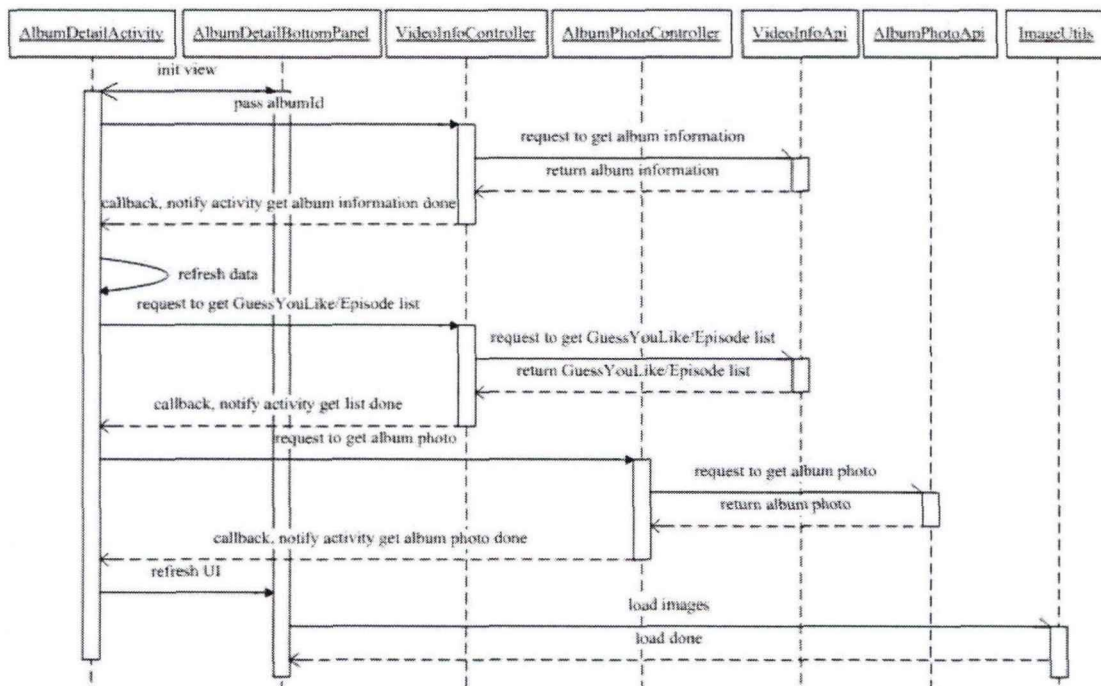 AlbumDetailActivity
AlbumDetailBottomPanel
VideoInfoController
AlbumPhotoController
VideoInfoApi
AlbumPhotoApi
ImageUtils
init view
pass albumId
request to get album information
return album information
callback, notify activity get album information done
refresh data
request to get GuessYouLike/Episode list
request to get GuessYouLike/Episode list
return GuessYouLike/Episode list
callback, notify activity get list done
request to get album photo
request to get album photo
return album photo
callback, notify activity get album photo done
refresh UI
load images
load done